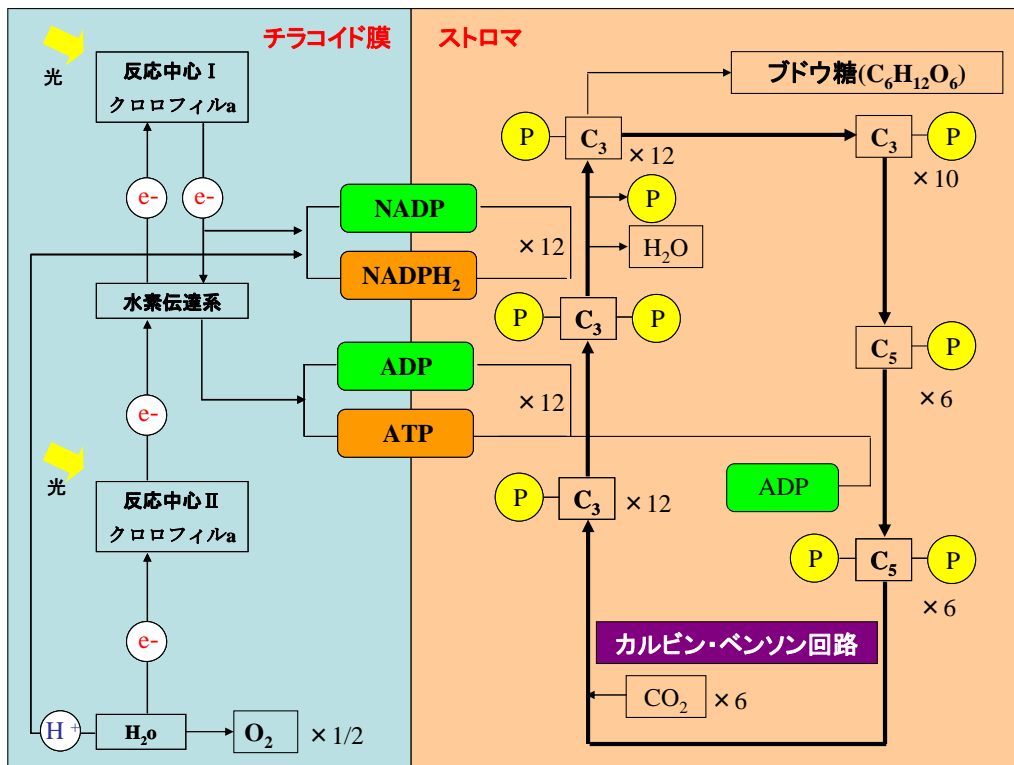 チラコイド膜
光
反応中心Ⅰ
クロロフィルa
e-
e-
水素伝達系
e-
光
反応中心Ⅱ
クロロフィルa
e-
H +
H2o
O2
×1/2
NADP
NADPH2
×12
ADP
ATP
×12
ストロマ
ブドウ糖(C6H12O6)
P
C3
×12
C3
P
×10
P
H2O
P
C3
P
C5
P
×6
P
C3
×12
ADP
P
C5
P
×6
カルビン・ベンソン回路
CO2
×6